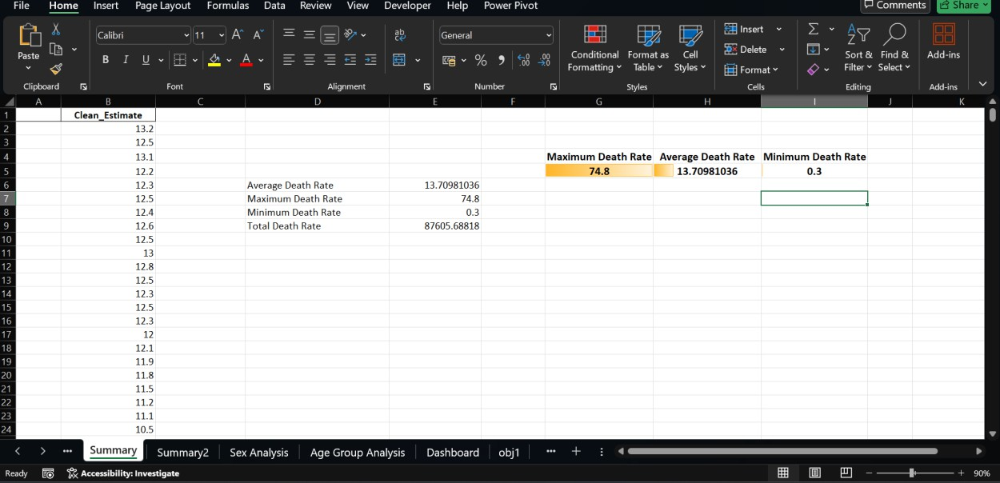 File Home Insert Page Layout Formulas Data Review View Developer Help Power Pivot Comments Share
Paste
Calibri 11
B I U
ab
General
Conditional Formatting
Format as Table
Cell Styles
Insert
Delete
Format
Sort & Filter
Find & Select
Add-ins
Clipboard Font Alignment Number Styles Cells Editing Add-ins
A B C D E F G H I J K
1 Clean_Estimate
2 13.2
3 12.5
4 13.1 Maximum Death Rate Average Death Rate Minimum Death Rate
5 12.2 74.8 13.70981036 0.3
6 12.3 Average Death Rate 13.70981036
7 12.5 Maximum Death Rate 74.8
8 12.4 Minimum Death Rate 0.3
9 12.6 Total Death Rate 87605.68818
10 12.5
11 13
12 12.8
13 12.5
14 12.3
15 12.5
16 12.3
17 12
18 12.1
19 11.9
20 11.8
21 11.5
22 11.2
23 11.1
24 10.5
Summary Summary2 Sex Analysis Age Group Analysis Dashboard obj1
Ready Accessibility: Investigate 90%